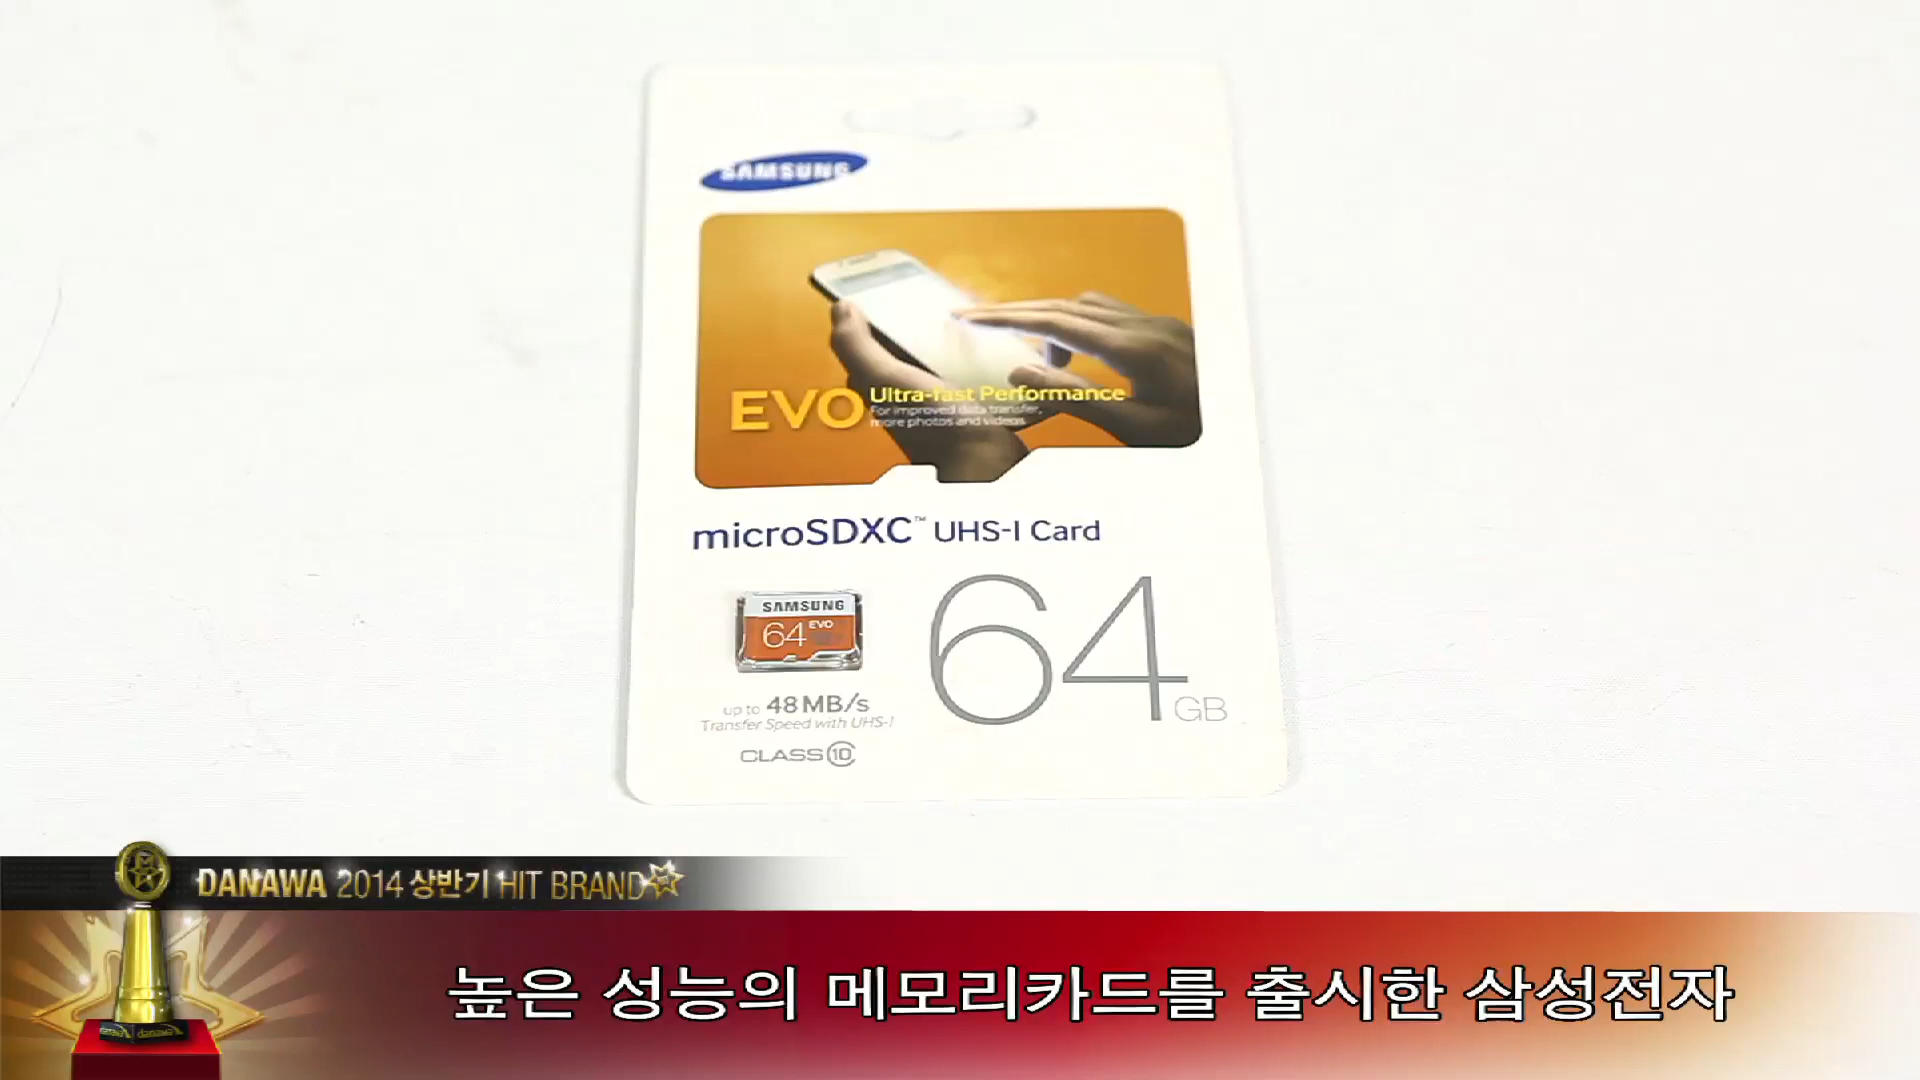 SAMSUNG
EVO Ultra-fast Performance
For improved data transfer,
more photos and videos
microSDXC™ UHS-I Card
SAMSUNG
64 EVO
64 GB
up to 48 MB/s
Transfer Speed with UHS-I
CLASS 10
DANAWA 2014 상반기 HIT BRAND
높은 성능의 메모리카드를 출시한 삼성전자
danawa